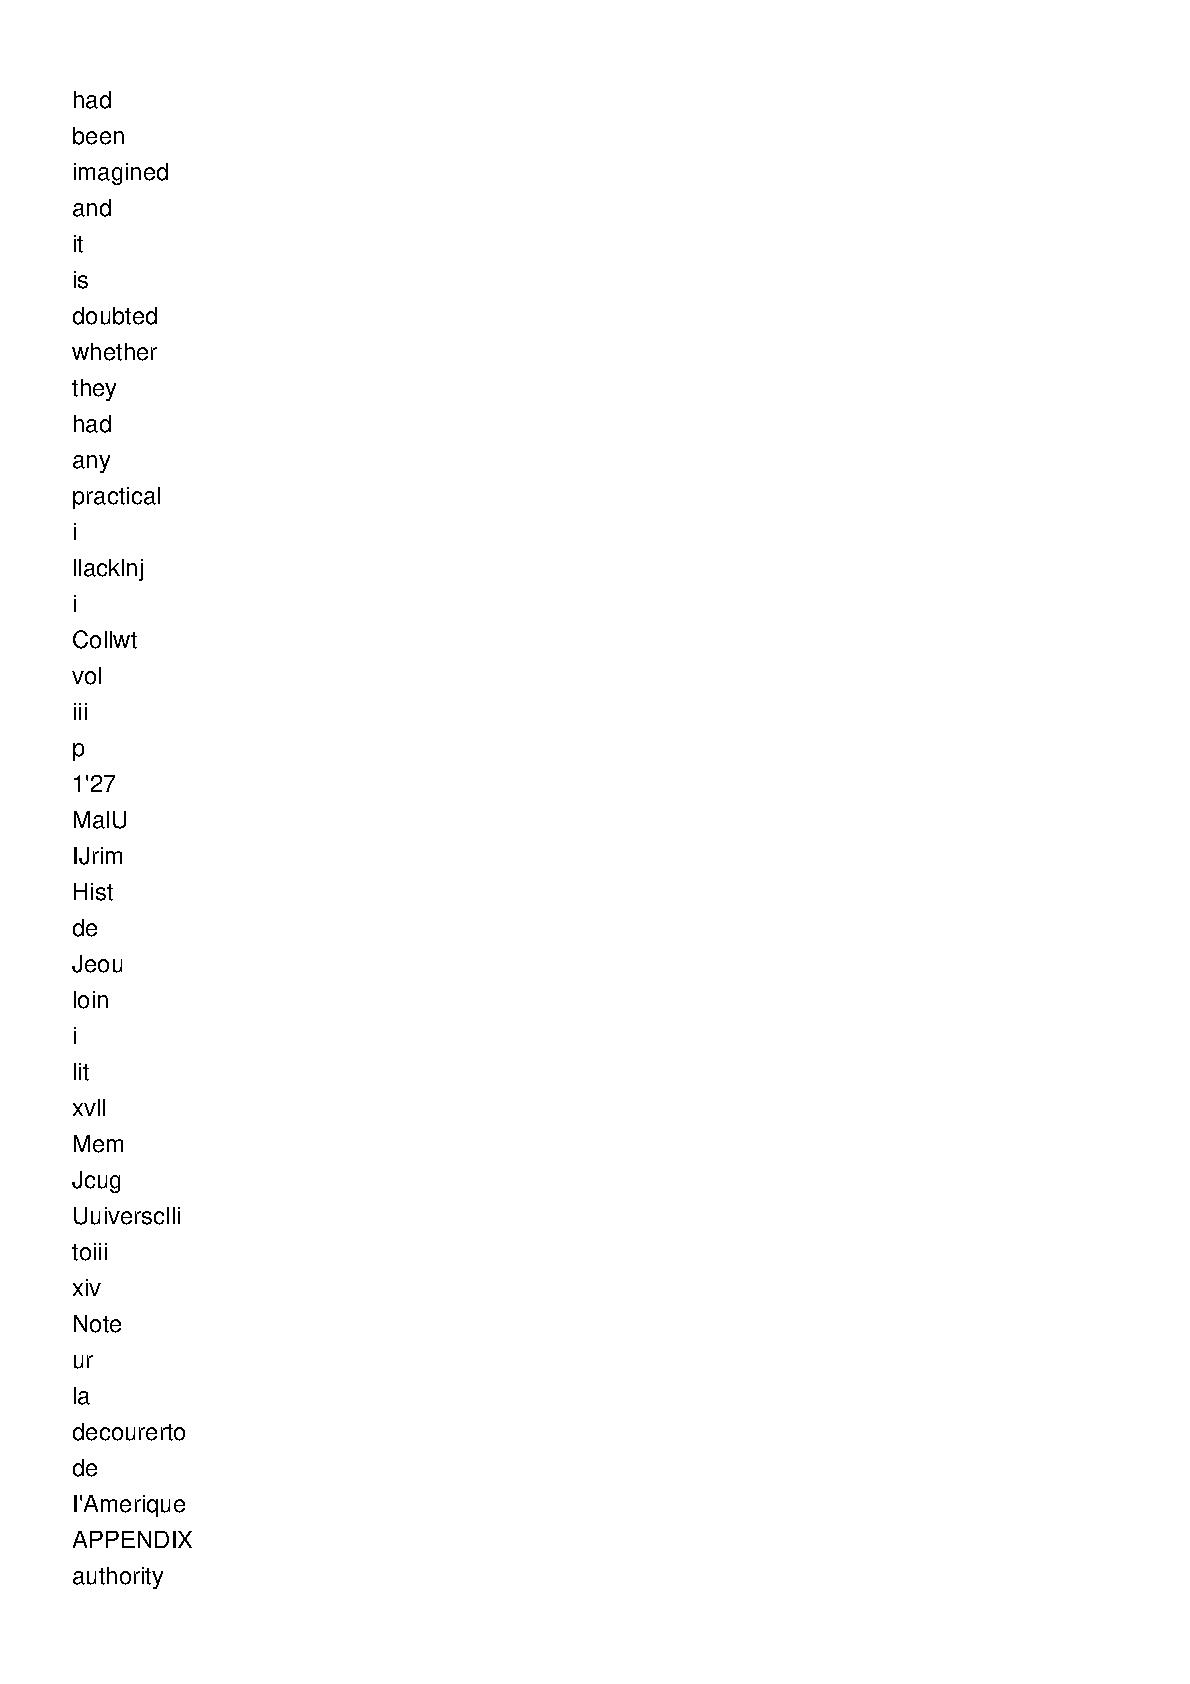 had
been
imagined
and
it
is
doubted
whether
they
had
any
practical
i
llacklnj
i
Collwt
vol
iii
p
1'27
MalU
IJrim
Hist
de
Jeou
loin
i
lit
xvll
Mem
Jcug
Uuiversclli
toiii
xiv
Note
ur
la
decourerto
de
I'Amerique
APPENDIX
authority